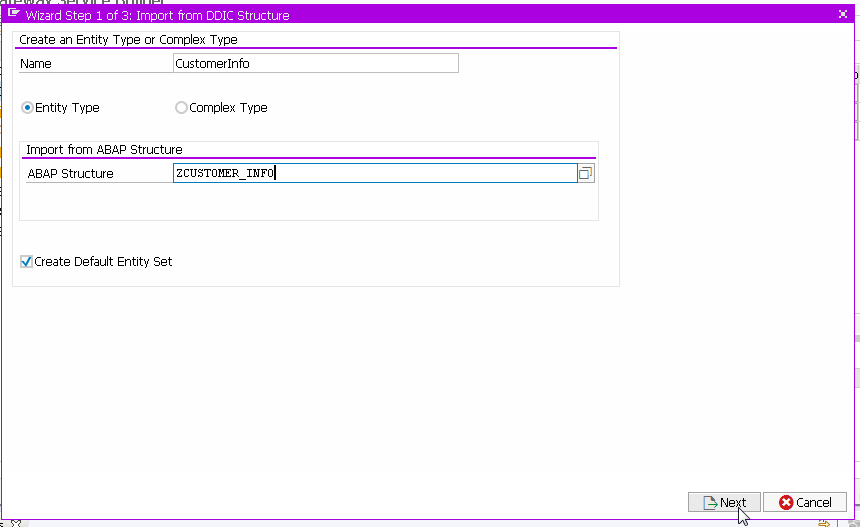 Wizard Step 1 of 3: Import from DDIC Structure
Create an Entity Type or Complex Type
Name CustomerInfo
Entity Type Complex Type
Import from ABAP Structure
ABAP Structure ZCUSTOMER_INFO
Create Default Entity Set
Next Cancel